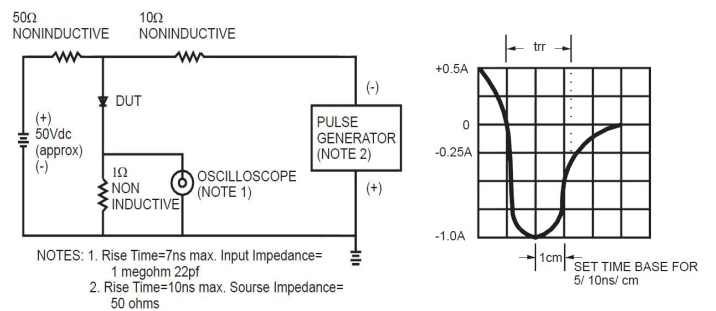 50Ω
NONINDUCTIVE
10Ω
NONINDUCTIVE
DUT
(+)
50Vdc
(approx)
(-)
1Ω
NON
INDUCTIVE
OSCILLOSCOPE
(NOTE 1)
(-)
PULSE
GENERATOR
(NOTE 2)
(+)
NOTES: 1. Rise Time=7ns max. Input Impedance=
1 megohm 22pf
2. Rise Time=10ns max. Sourse Impedance=
50 ohms
trr
+0.5A
0
-0.25A
-1.0A
1cm
SET TIME BASE FOR
5/ 10ns/ cm